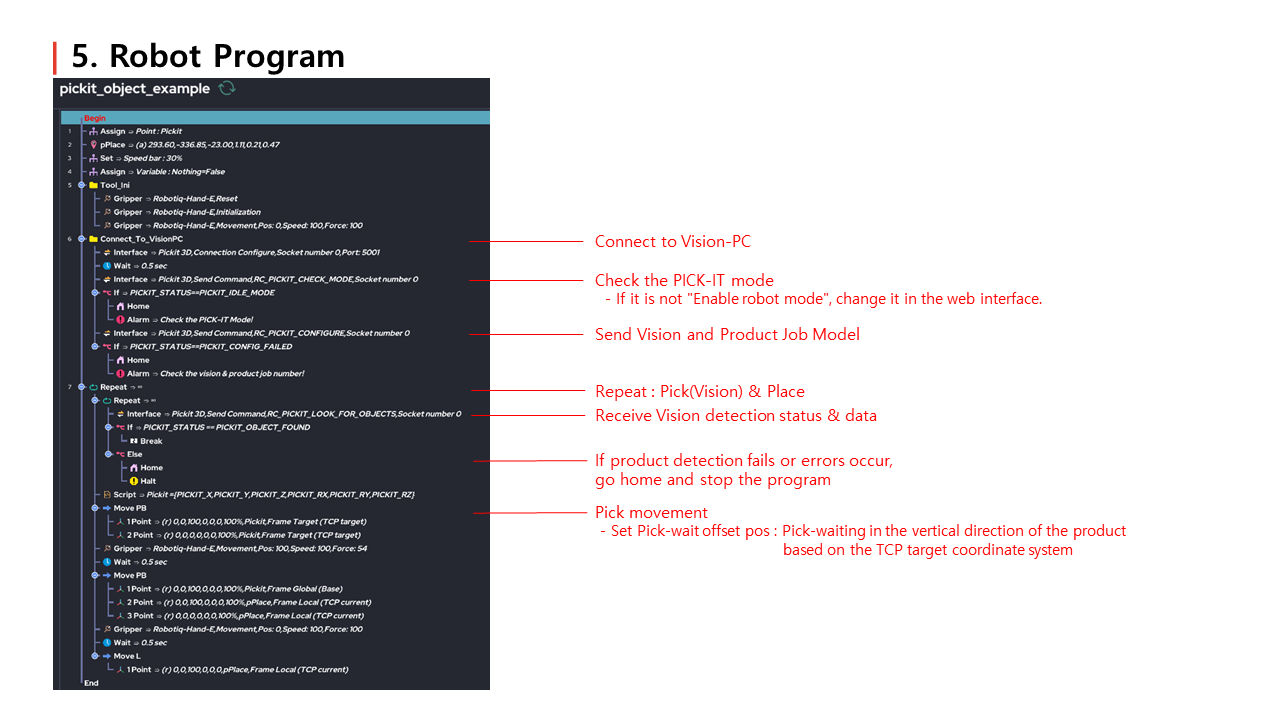 5. Robot Program
pickit_object_example
Begin
1 Assign ⇒ Point : Pickit
2 pPlace ⇒ (a) 293.60,-336.85,-23.00,1.11,0.21,0.47
3 Set ⇒ Speed bar : 30%
4 Assign ⇒ Variable : Nothing=False
5 Tool_Ini
Gripper ⇒ Robotiq-Hand-E,Reset
Gripper ⇒ Robotiq-Hand-E,Initialization
Gripper ⇒ Robotiq-Hand-E,Movement,Pos: 0,Speed: 100,Force: 100
6 Connect_To_VisionPC
Interface ⇒ Pickit 3D,Connection Configure,Socket number 0,Port: 5001
Wait ⇒ 0.5 sec
Interface ⇒ Pickit 3D,Send Command,RC_PICKIT_CHECK_MODE,Socket number 0
If ⇒ PICKIT_STATUS==PICKIT_IDLE_MODE
Home
Alarm ⇒ Check the PICK-IT Mode!
Interface ⇒ Pickit 3D,Send Command,RC_PICKIT_CONFIGURE,Socket number 0
If ⇒ PICKIT_STATUS==PICKIT_CONFIG_FAILED
Home
Alarm ⇒ Check the vision & product job number!
7 Repeat ⇒ ∞
Repeat ⇒ ∞
Interface ⇒ Pickit 3D,Send Command,RC_PICKIT_LOOK_FOR_OBJECTS,Socket number 0
If ⇒ PICKIT_STATUS == PICKIT_OBJECT_FOUND
Break
Else
Home
Halt
Script ⇒ Pickit ={PICKIT_X,PICKIT_Y,PICKIT_Z,PICKIT_RX,PICKIT_RY,PICKIT_RZ}
Move PB
1 Point ⇒ (r) 0,0,100,0,0,0,100%,Pickit,Frame Target (TCP target)
2 Point ⇒ (r) 0,0,0,0,0,0,100%,Pickit,Frame Target (TCP target)
Gripper ⇒ Robotiq-Hand-E,Movement,Pos: 100,Speed: 100,Force: 54
Wait ⇒ 0.5 sec
Move PB
1 Point ⇒ (r) 0,0,100,0,0,0,100%,Pickit,Frame Global (Base)
2 Point ⇒ (r) 0,0,100,0,0,0,100%,pPlace,Frame Local (TCP current)
3 Point ⇒ (r) 0,0,0,0,0,0,100%,pPlace,Frame Local (TCP current)
Gripper ⇒ Robotiq-Hand-E,Movement,Pos: 0,Speed: 100,Force: 100
Wait ⇒ 0.5 sec
Move L
1 Point ⇒ (r) 0,0,100,0,0,0,pPlace,Frame Local (TCP current)
End
Connect to Vision-PC
Check the PICK-IT mode
- If it is not "Enable robot mode", change it in the web interface.
Send Vision and Product Job Model
Repeat : Pick(Vision) & Place
Receive Vision detection status & data
If product detection fails or errors occur,
go home and stop the program
Pick movement
- Set Pick-wait offset pos : Pick-waiting in the vertical direction of the product
based on the TCP target coordinate system